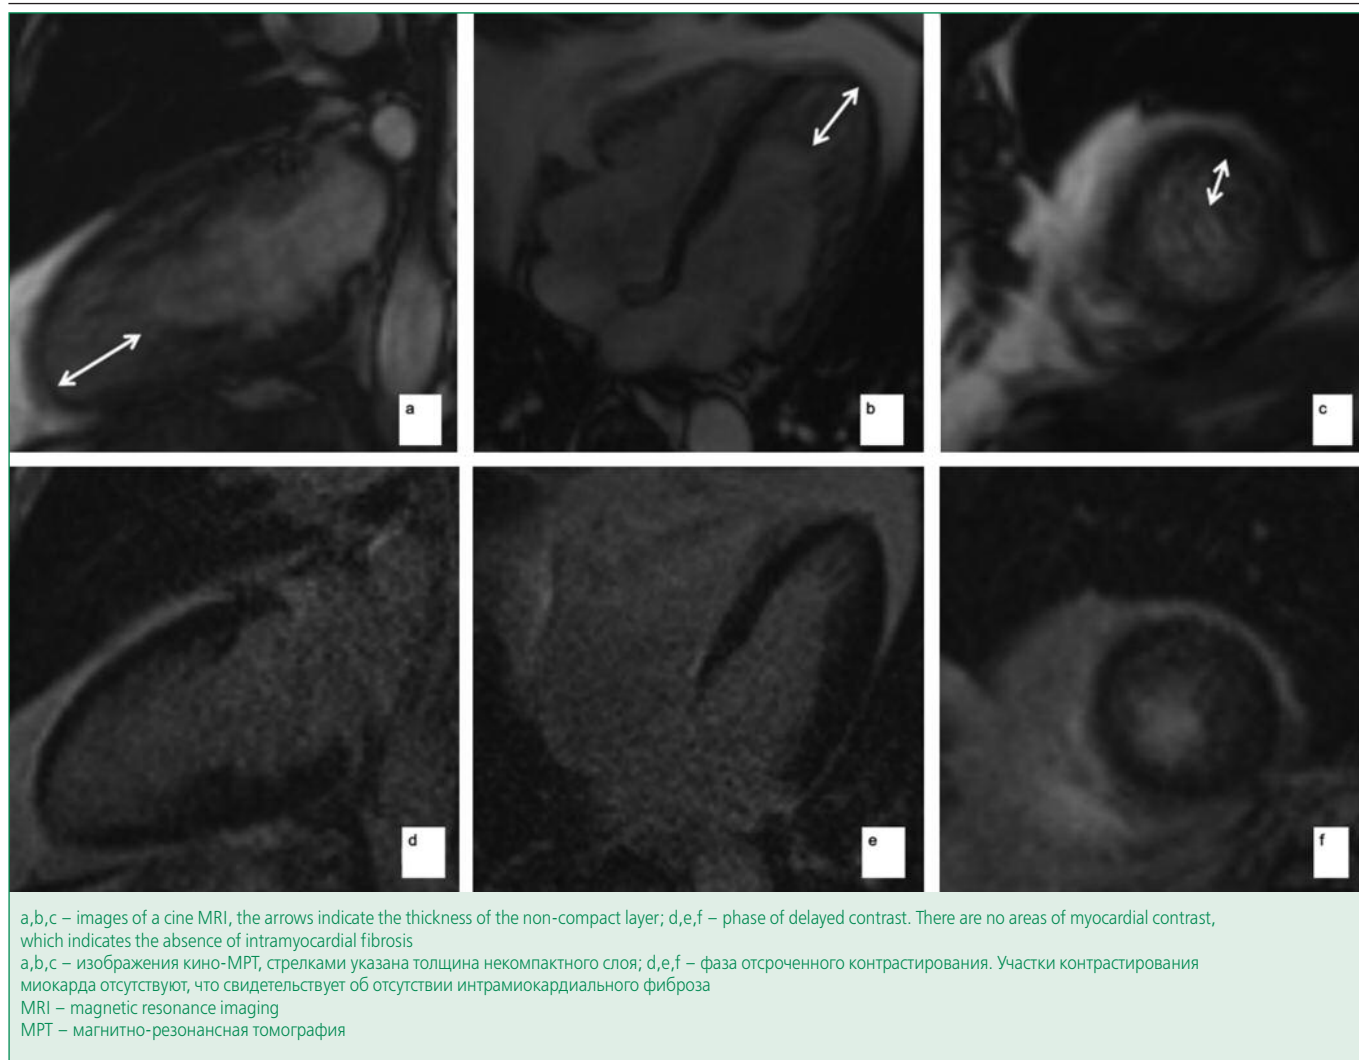 a
b
c
d
e
f
a,b,c – images of a cine MRI, the arrows indicate the thickness of the non-compact layer; d,e,f – phase of delayed contrast. There are no areas of myocardial contrast,
which indicates the absence of intramyocardial fibrosis
a,b,c – изображения кино-МРТ, стрелками указана толщина некомпактного слоя; d,e,f – фаза отсроченного контрастирования. Участки контрастирования
миокарда отсутствуют, что свидетельствует об отсутствии интрамиокардиального фиброза
MRI – magnetic resonance imaging
МРТ – магнитно-резонансная томография